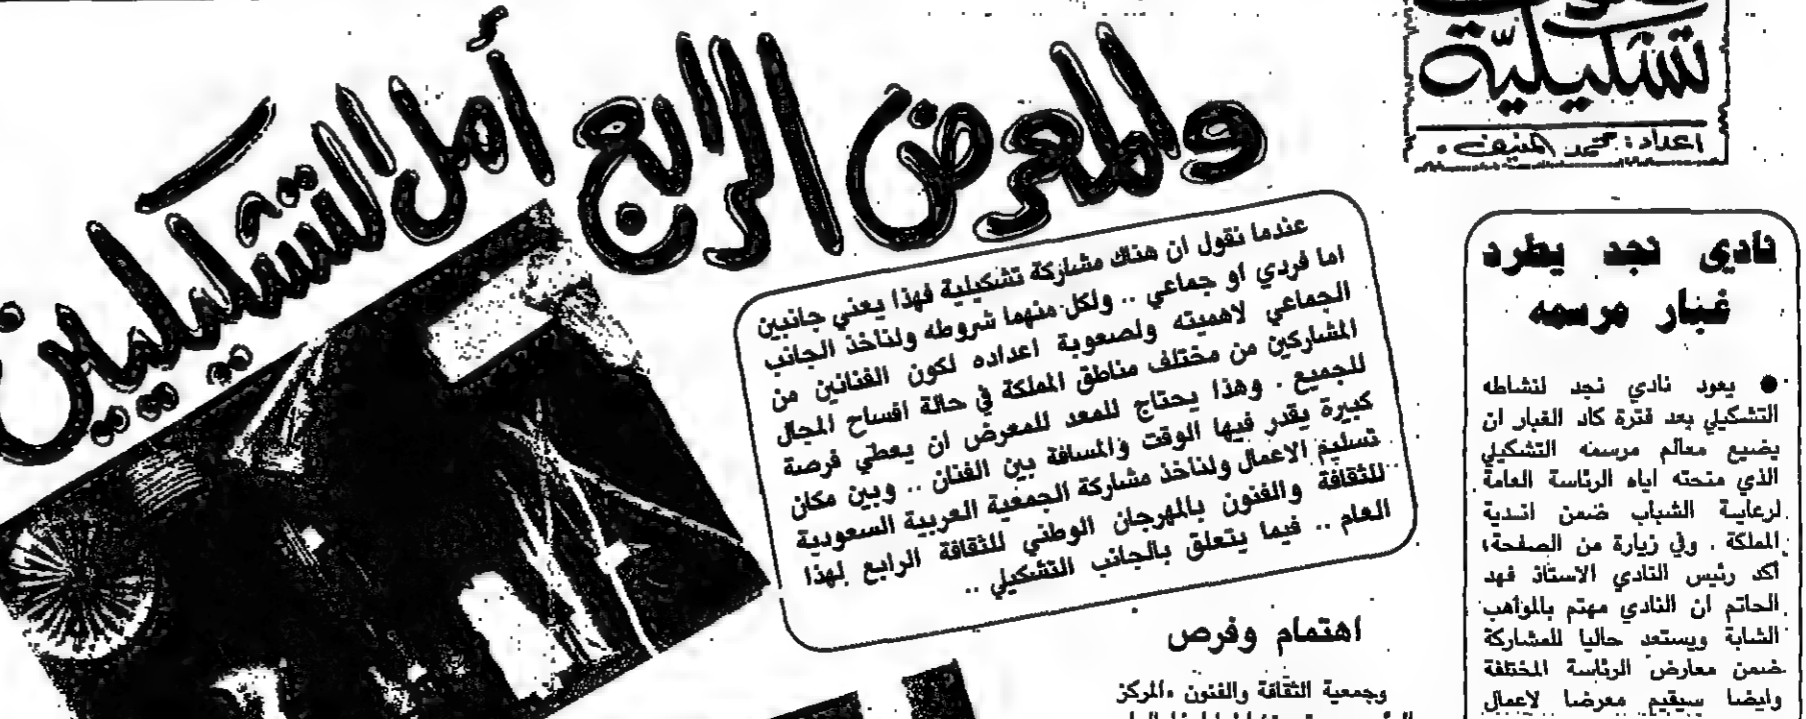 تشكيلية
اعداد: محمد المنيف .
والمعرض الرابع أمل التشكيليين
عندما نقول ان هناك مشاركة تشكيلية فهذا يعني جانبين
اما فردي او جماعي .. ولكل منهما شروطه ولناخذ الجانب
الجماعي لاهميته ولصعوبة اعداده لكون الفنانين من
المشاركين من مختلف مناطق المملكة في حالة افساح المجال
للجميع . وهذا يحتاج للمعد للمعرض ان يعطي فرصة
كبيرة يقدر فيها الوقت والمسافة بين الفنان .. وبين مكان
تسليم الاعمال ولناخذ مشاركة الجمعية العربية السعودية
للثقافة والفنون بالمهرجان الوطني للثقافة الرابع لهذا
العام .. فيما يتعلق بالجانب التشكيلي ..
اهتمام وفرص
وجمعية الثقافة والفنون «المركز
نادى نجد يطرد
غبار مرسمه
● يعود نادي نجد لنشاطه
التشكيلي بعد فترة كاد الغبار ان
يضيع معالم مرسمه التشكيلي
الذي منحته اياه الرئاسة العامة
لرعاية الشباب ضمن اندية
المملكة . وفي زيارة من الصفحة،
أكد رئيس النادي الاستاذ فهد
الحاتم ان النادي مهتم بالمواهب
الشابة ويستعد حاليا للمشاركة
ضمن معارض الرئاسة المختلفة
وايضا سيقيم معرضا لاعمال